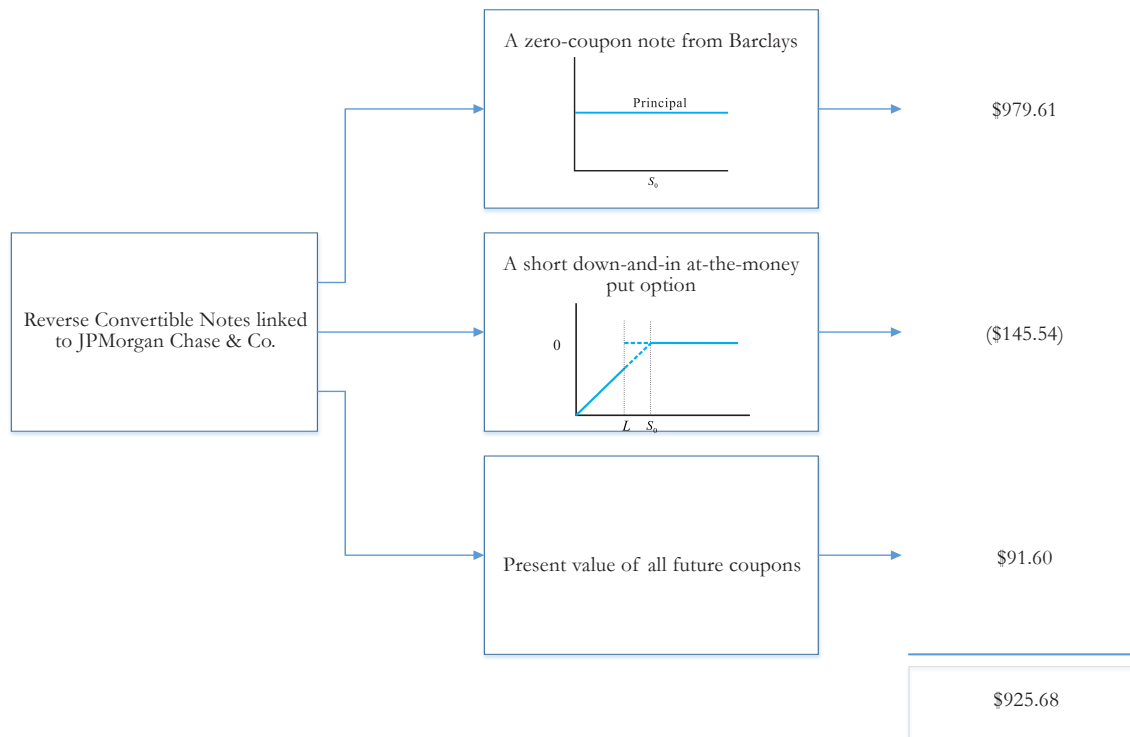 A zero-coupon note from Barclays
Principal
S0
$979.61
Reverse Convertible Notes linked
to JPMorgan Chase & Co.
A short down-and-in at-the-money
put option
0
L S0
($145.54)
Present value of all future coupons
$91.60
$925.68